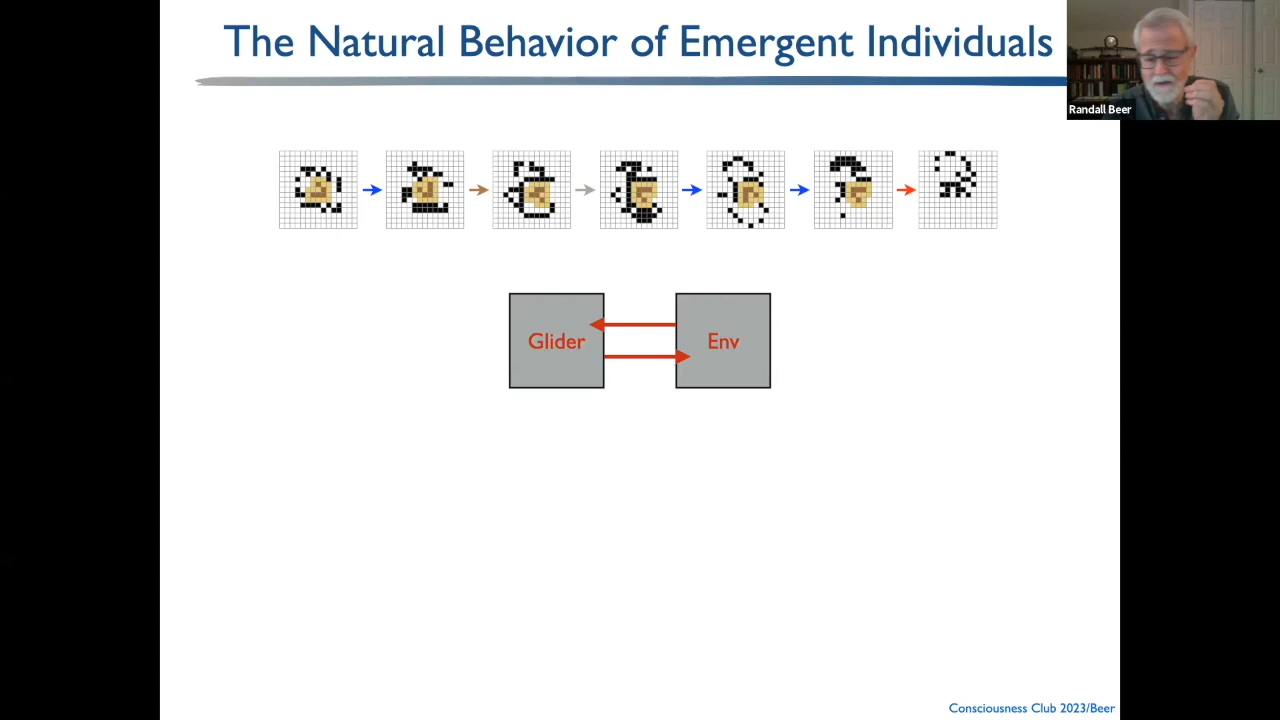 The Natural Behavior of Emergent Individuals
Randall Beer
Glider
Env
Consciousness Club 2023/Beer